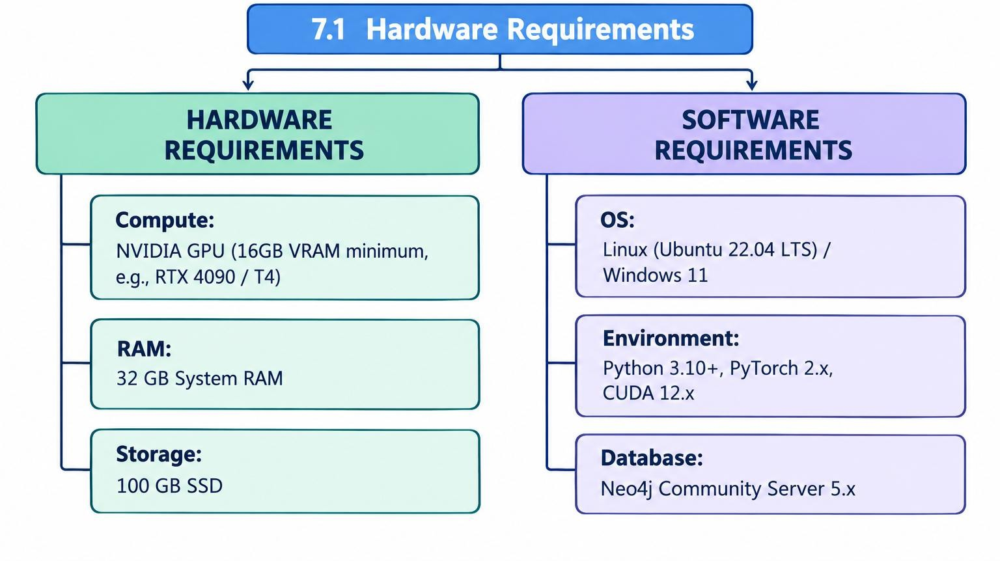 7.1 Hardware Requirements
HARDWARE
REQUIREMENTS
Compute:
NVIDIA GPU (16GB VRAM minimum,
e.g., RTX 4090 / T4)
RAM:
32 GB System RAM
Storage:
100 GB SSD
SOFTWARE
REQUIREMENTS
OS:
Linux (Ubuntu 22.04 LTS) /
Windows 11
Environment:
Python 3.10+, PyTorch 2.x,
CUDA 12.x
Database:
Neo4j Community Server 5.x